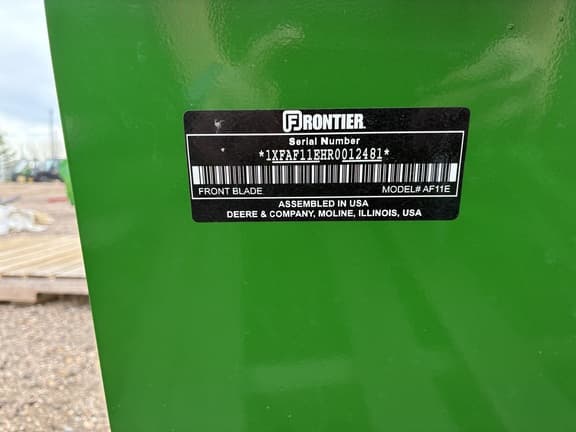 FRONTIER
Serial Number
*1XFAF11EHR0012481*
FRONT BLADE MODEL# AF11E
ASSEMBLED IN USA
DEERE & COMPANY, MOLINE, ILLINOIS, USA